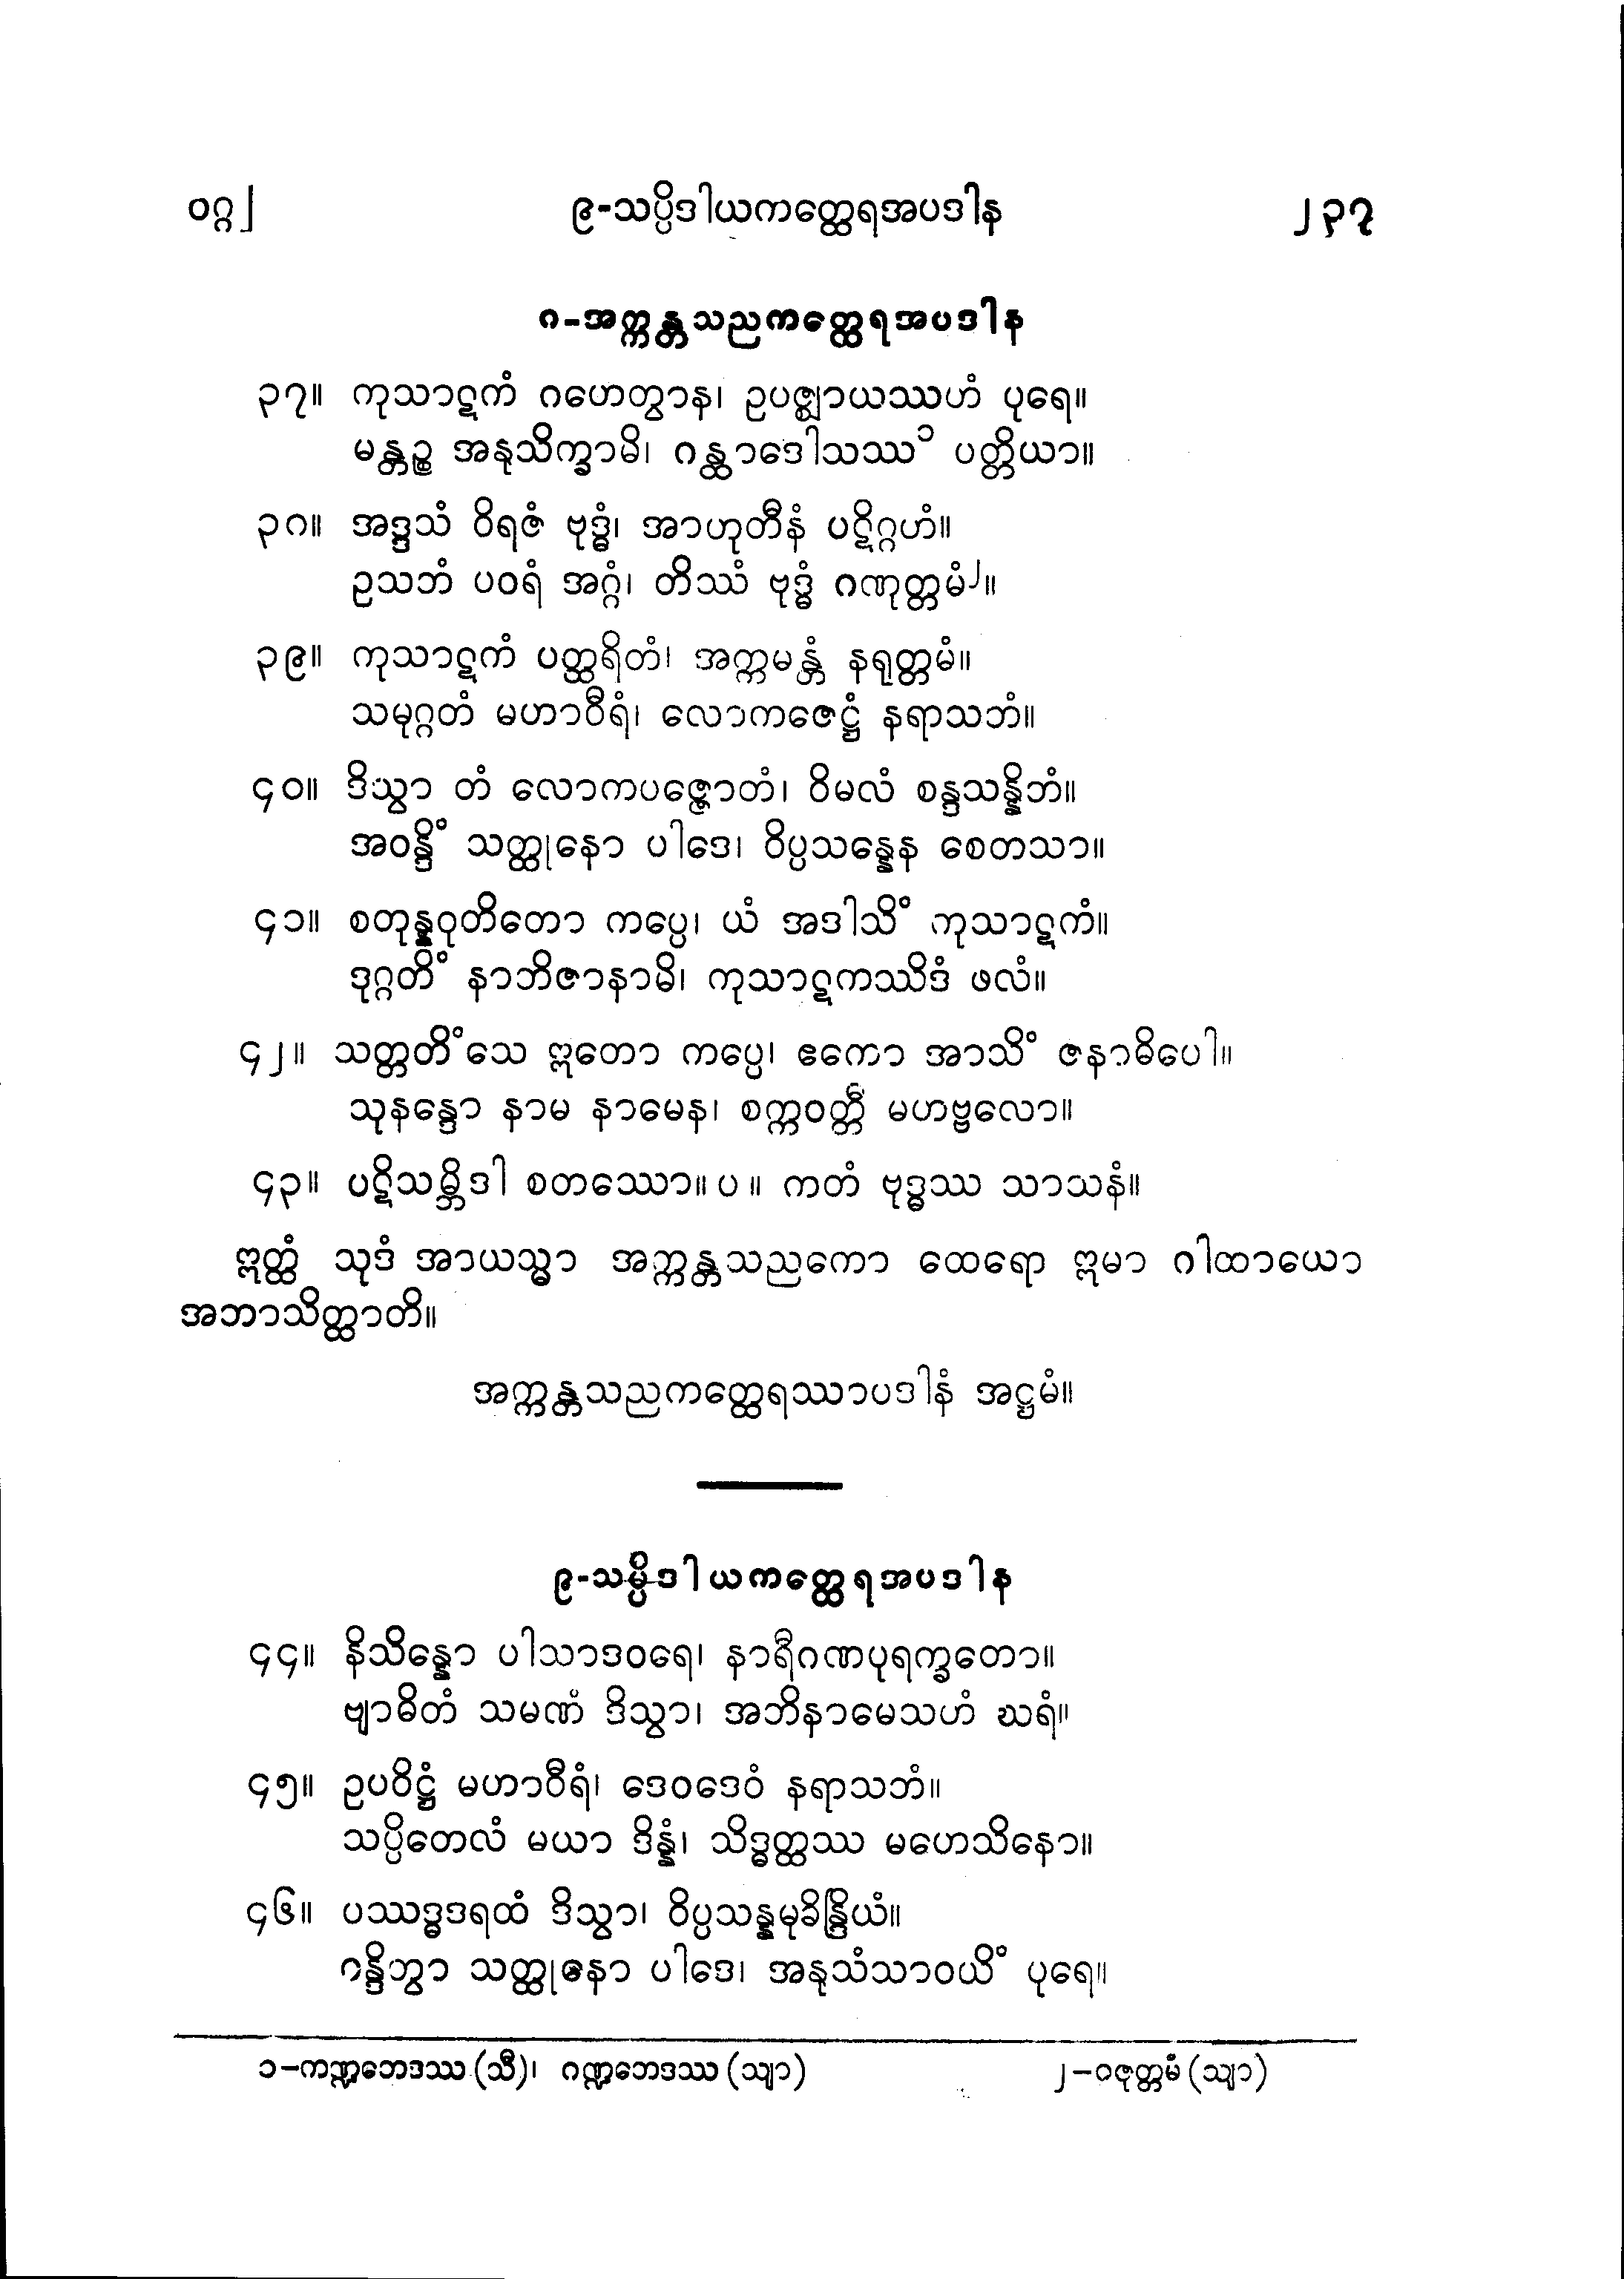 ဝဂ္ဂ] ၉-သပ္ပိဒါယကတ္ထေရအပဒါန ၂၃၇
၈-အက္ကန္တသညကတ္ထေရအပဒါန
၃၇။ ကုသာဋကံ ဂဟေတွာန၊ ဥပဇ္ဈာယဿဟံ ပုရေ။
မန္တဉ္စ အနုသိက္ခာမိ၊ ဂန္ထာဒေါသဿ၁ ပတ္တိယာ။
၃၈။ အဒ္ဒသံ ဝိရဇံ ဗုဒ္ဓံ၊ အာဟုတီနံ ပဋိဂ္ဂဟံ။
ဥသဘံ ပဝရံ အဂ္ဂံ၊ တိဿံ ဗုဒ္ဓံ ဂဏုတ္တမံ၂။
၃၉။ ကုသာဋကံ ပတ္ထရိတံ၊ အက္ကမန္တံ နရုတ္တမံ။
သမုဂ္ဂတံ မဟာဝီရံ၊ လောကဇေဋ္ဌံ နရာသဘံ။
၄၀။ ဒိသွာ တံ လောကပဇ္ဇောတံ၊ ဝိမလံ စန္ဒသန္နိဘံ။
အဝန္ဒိံ သတ္ထုနော ပါဒေ၊ ဝိပ္ပသန္နေန စေတသာ။
၄၁။ စတုန္နဝုတိတော ကပ္ပေ၊ ယံ အဒါသိံ ကုသာဋကံ။
ဒုဂ္ဂတိံ နာဘိဇာနာမိ၊ ကုသာဋကဿိဒံ ဖလံ။
၄၂။ သတ္တတိံသေ ဣတော ကပ္ပေ၊ ဧကော အာသိံ ဇနာဓိပေါ။
သုနန္ဒော နာမ နာမေန၊ စက္ကဝတ္တီ မဟဗ္ဗလော။
၄၃။ ပဋိသမ္ဘိဒါ စတဿော။ ပ ။ ကတံ ဗုဒ္ဓဿ သာသနံ။
ဣတ္ထံ သုဒံ အာယသ္မာ အက္ကန္တသညကော ထေရော ဣမာ ဂါထာယော
အဘာသိတ္ထာတိ။
အက္ကန္တသညကတ္ထေရဿာပဒါနံ အဋ္ဌမံ။
၉-သပ္ပိဒါယကတ္ထေရအပဒါန
၄၄။ နိသိန္နော ပါသာဒဝရေ၊ နာရီဂဏပုရက္ခတော။
ဗျာဓိတံ သမဏံ ဒိသွာ၊ အဘိနာမေသဟံ ဃရံ။
၄၅။ ဥပဝိဋ္ဌံ မဟာဝီရံ၊ ဒေဝဒေဝံ နရာသဘံ။
သပ္ပိတေလံ မယာ ဒိန္နံ၊ သိဒ္ဓတ္ထဿ မဟေသိနော။
၄၆။ ပဿဒ္ဓဒရထံ ဒိသွာ၊ ဝိပ္ပသန္နမုခိန္ဒြိယံ။
ဝန္ဒိတွာ သတ္ထုနော ပါဒေ၊ အနုသံသာဝယိံ ပုရေ။
၁-ကဏ္ဍဘေဒဿ (သီ)၊ ဂဏ္ဍဘေဒဿ (သျာ) ၂-ဝဇုတ္တမံ (သျာ)